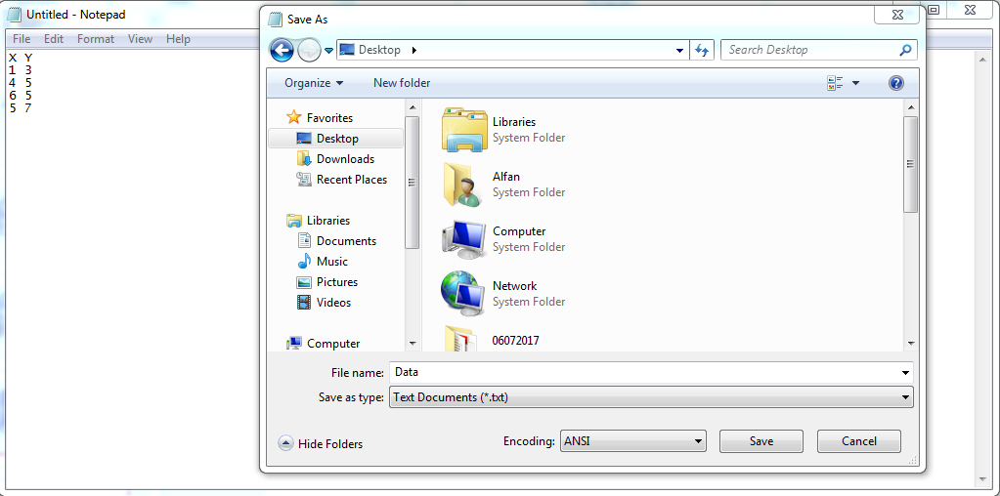 Untitled - Notepad
File Edit Format View Help
X Y
1 3
4 5
6 5
5 7
Save As
Desktop
Search Desktop
Organize New folder
Favorites
Desktop
Downloads
Recent Places
Libraries
Documents
Music
Pictures
Videos
Computer
Libraries
System Folder
Alfan
System Folder
Computer
System Folder
Network
System Folder
06072017
File name: Data
Save as type: Text Documents (*.txt)
Hide Folders
Encoding: ANSI
Save
Cancel